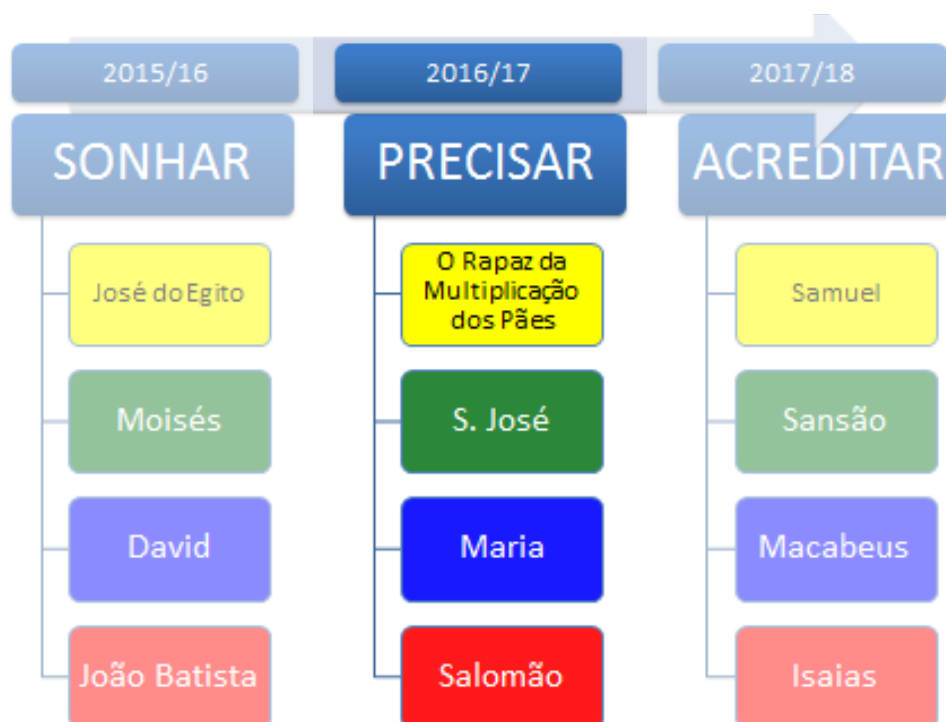 2015/16
2016/17
2017/18
SONHAR
PRECISAR
ACREDITAR
José do Egito
O Rapaz da
Multiplicação
dos Pães
Samuel
Moisés
S. José
Sansão
David
Maria
Macabeus
João Batista
Salomão
Isaias